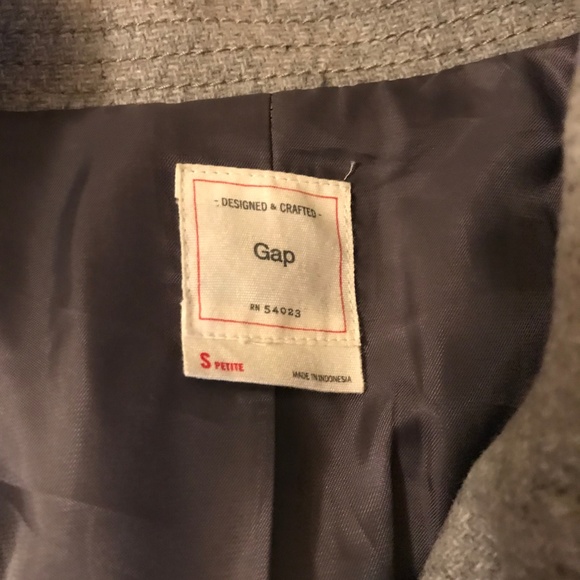 - DESIGNED & CRAFTED -
Gap
RN 54023
S PETITE
MADE IN INDONESIA